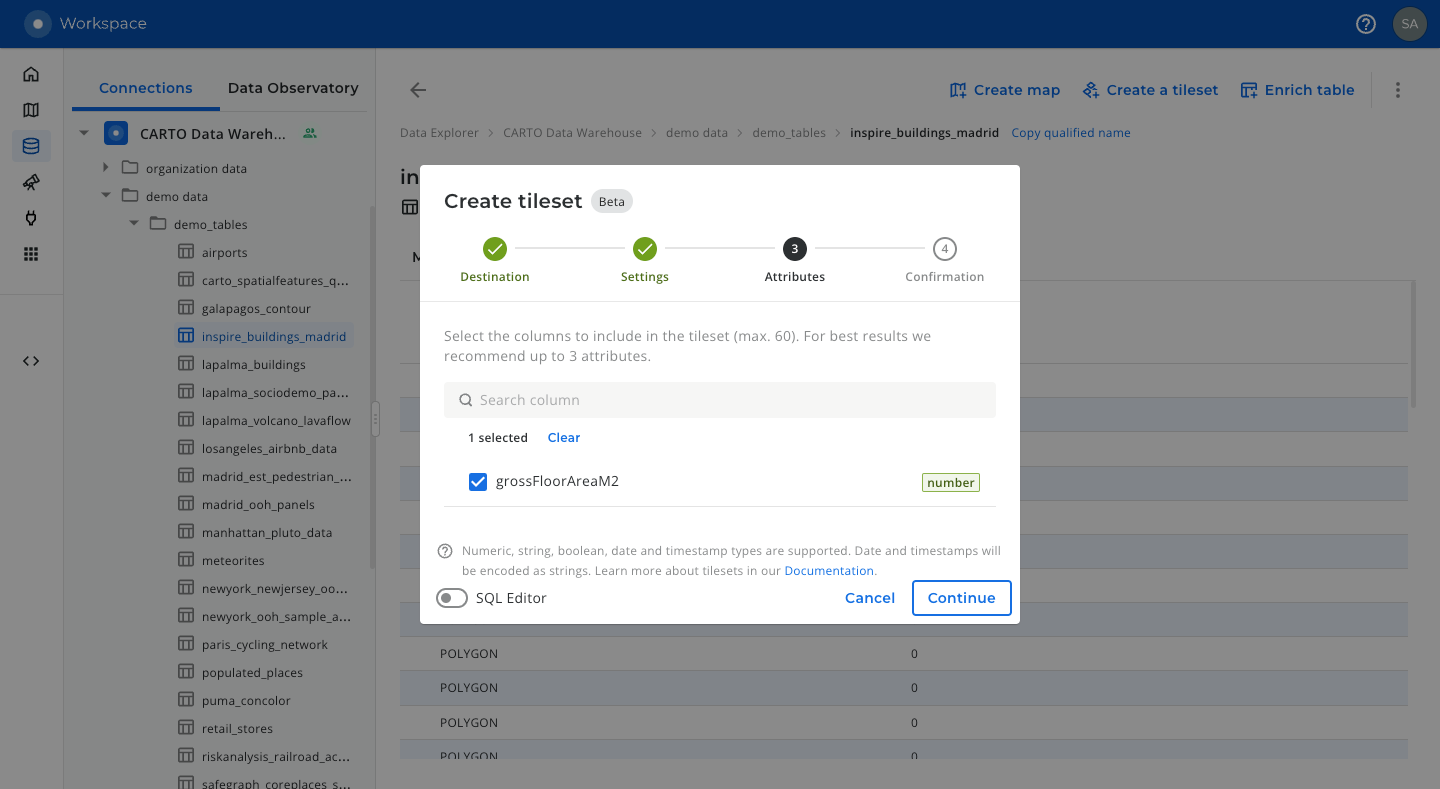 Workspace
SA
Connections
Data Observatory
CARTO Data Wareh...
organization data
demo data
demo_tables
airports
carto_spatialfeatures_q...
galapagos_contour
inspire_buildings_madrid
lapalma_buildings
lapalma_sociodemo_pa...
lapalma_volcano_lavaflow
losangeles_airbnb_data
madrid_est_pedestrian_...
madrid_ooh_panels
manhattan_pluto_data
meteorites
newyork_newjersey_oo...
newyork_ooh_sample_a...
paris_cycling_network
populated_places
puma_concolor
retail_stores
riskanalysis_railroad_ac...
safegraph_coreplaces_s...
Create map
Create a tileset
Enrich table
Data Explorer > CARTO Data Warehouse > demo data > demo_tables > inspire_buildings_madrid Copy qualified name
in
M
Create tileset Beta
3
4
Destination
Settings
Attributes
Confirmation
Select the columns to include in the tileset (max. 60). For best results we
recommend up to 3 attributes.
Search column
1 selected Clear
grossFloorAreaM2 number
Numeric, string, boolean, date and timestamp types are supported. Date and timestamps will
be encoded as strings. Learn more about tilesets in our Documentation.
SQL Editor
Cancel
Continue
POLYGON 0
POLYGON 0
POLYGON 0
POLYGON 0